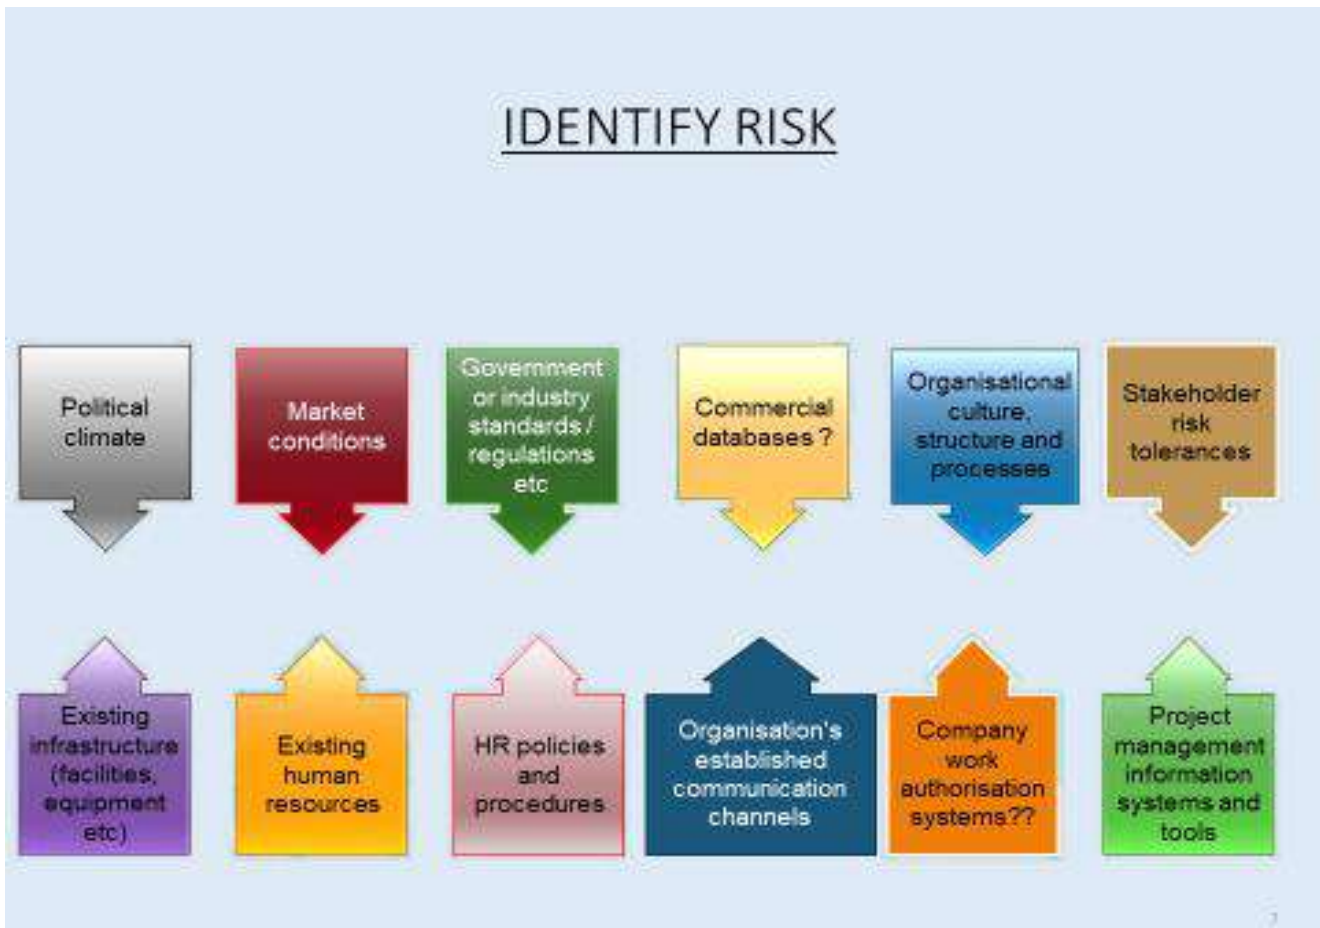 IDENTIFY RISK
Political
climate
Market
conditions
Government
or industry
standards /
regulations
etc
Commercial
databases ?
Organisational
culture,
structure and
processes
Stakeholder
risk
tolerances
Existing
infrastructure
(facilities,
equipment
etc)
Existing
human
resources
HR policies
and
procedures
Organisation's
established
communication
channels
Company
work
authorisation
systems??
Project
management
information
systems and
tools
7